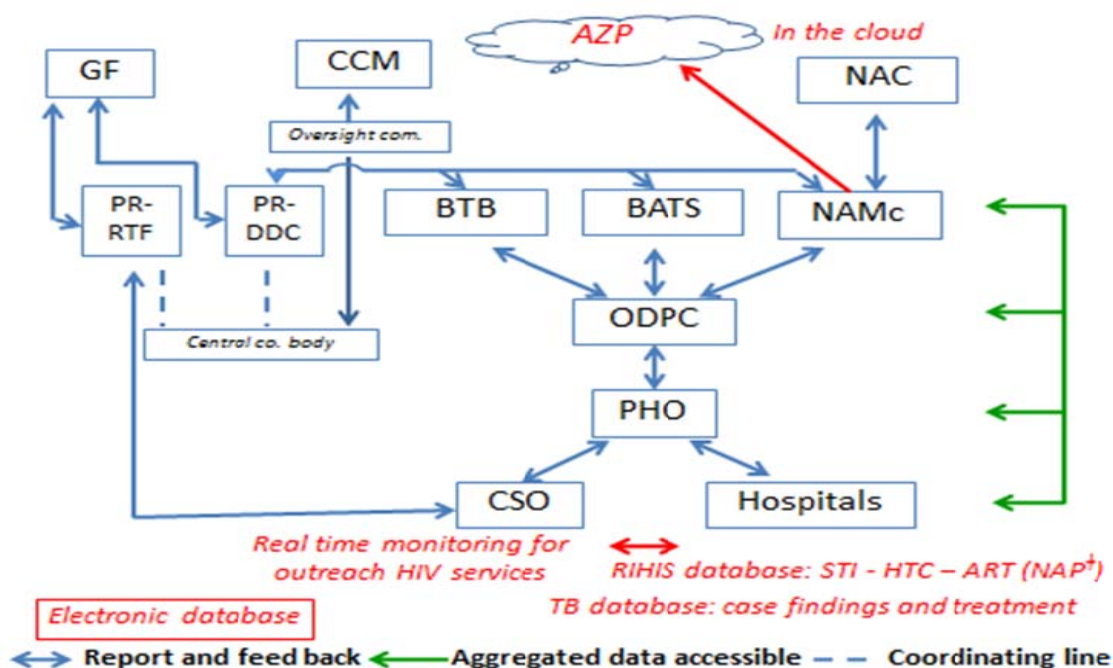 AZP
In the cloud
GF
CCM
NAC
Oversight com.
PR-
RTF
PR-
DDC
BTB
BATS
NAMc
ODPC
Central co. body
PHO
CSO
Hospitals
Real time monitoring for
outreach HIV services
RIHIS database: STI - HTC – ART (NAP⁺)
TB database: case findings and treatment
Electronic database
Report and feed back
Aggregated data accessible
Coordinating line